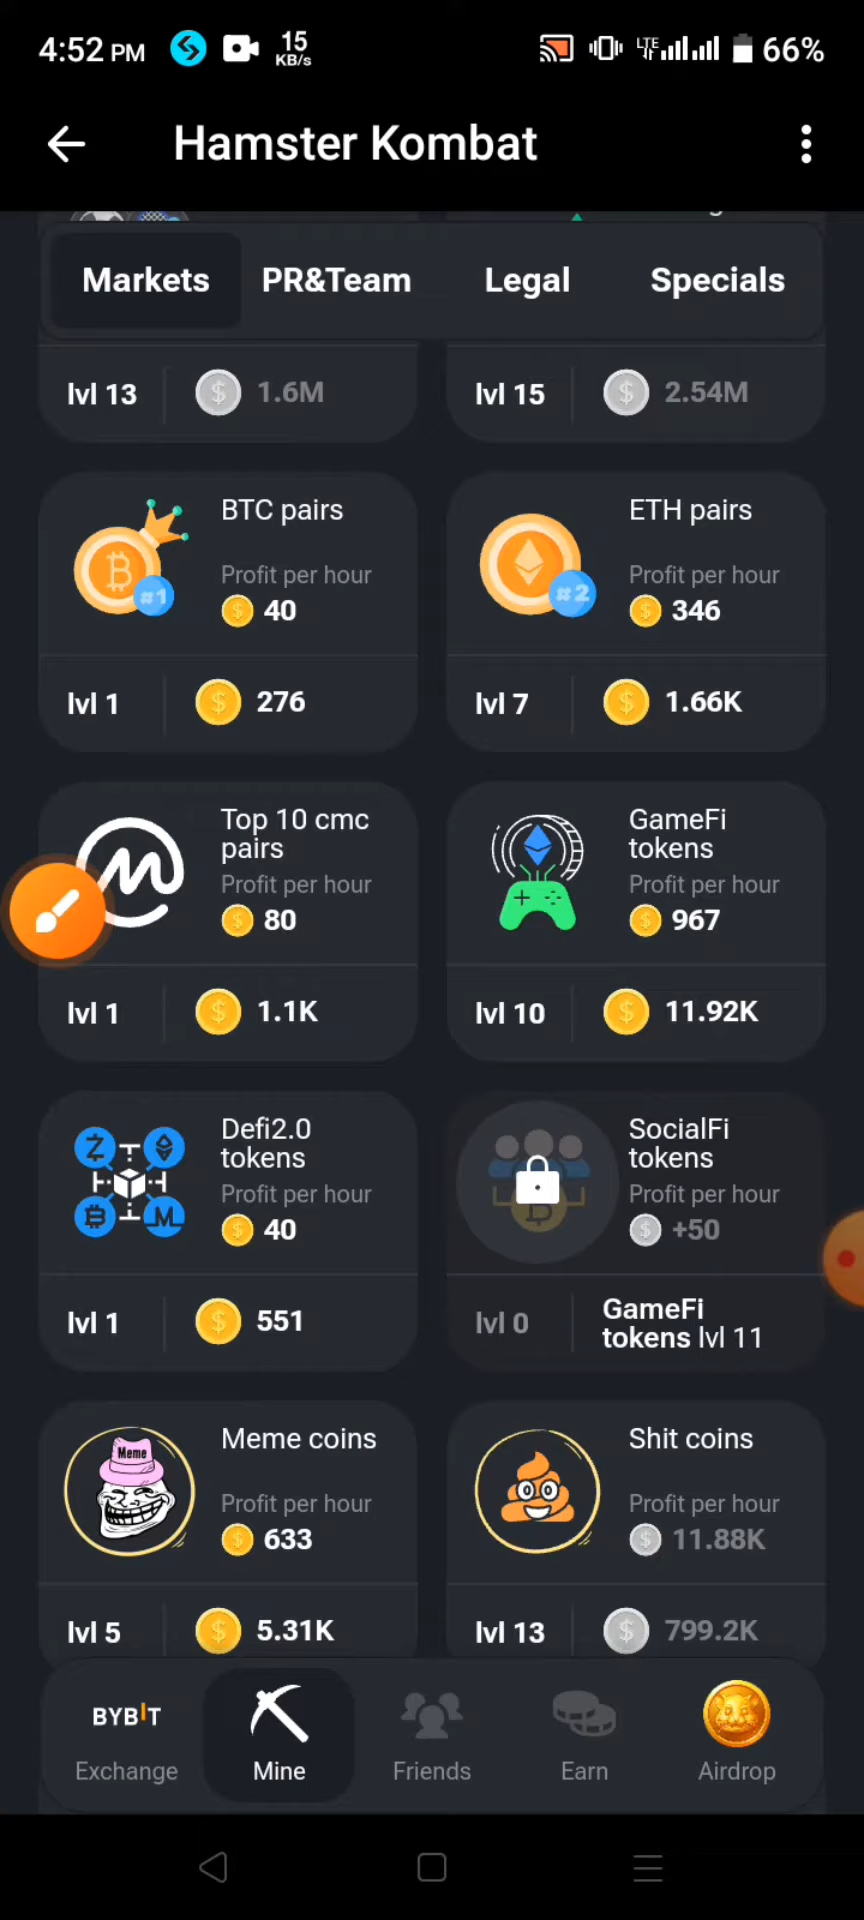 4:52 PM 15 KB/s LTE 66%
Hamster Kombat
Markets PR&Team Legal Specials
lvl 13 1.6M lvl 15 2.54M
BTC pairs
Profit per hour
#1 40
lvl 1 276
ETH pairs
Profit per hour
#2 346
lvl 7 1.66K
Top 10 cmc
pairs
Profit per hour
80
lvl 1 1.1K
GameFi
tokens
Profit per hour
967
lvl 10 11.92K
Defi2.0
tokens
Profit per hour
40
lvl 1 551
SocialFi
tokens
Profit per hour
+50
lvl 0 GameFi
tokens lvl 11
Meme coins
Meme
Profit per hour
633
lvl 5 5.31K
Shit coins
Profit per hour
11.88K
lvl 13 799.2K
BYBIT
Exchange Mine Friends Earn Airdrop